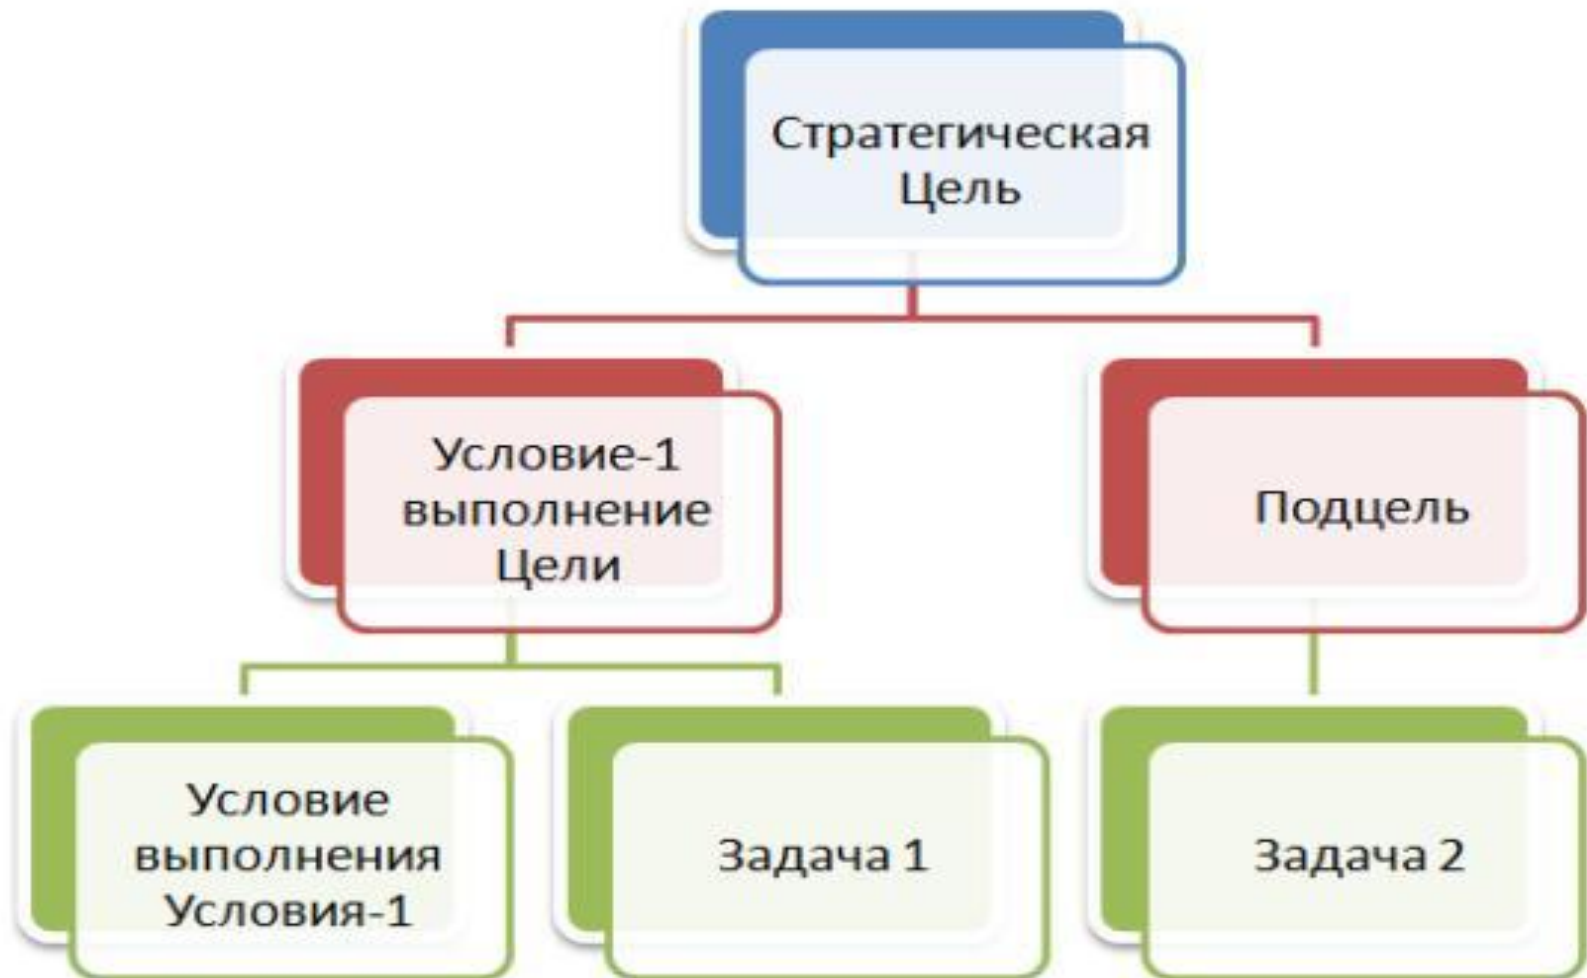 Стратегическая
Цель
Условие-1
выполнение
Цели
Подцель
Условие
выполнения
Условия-1
Задача 1
Задача 2